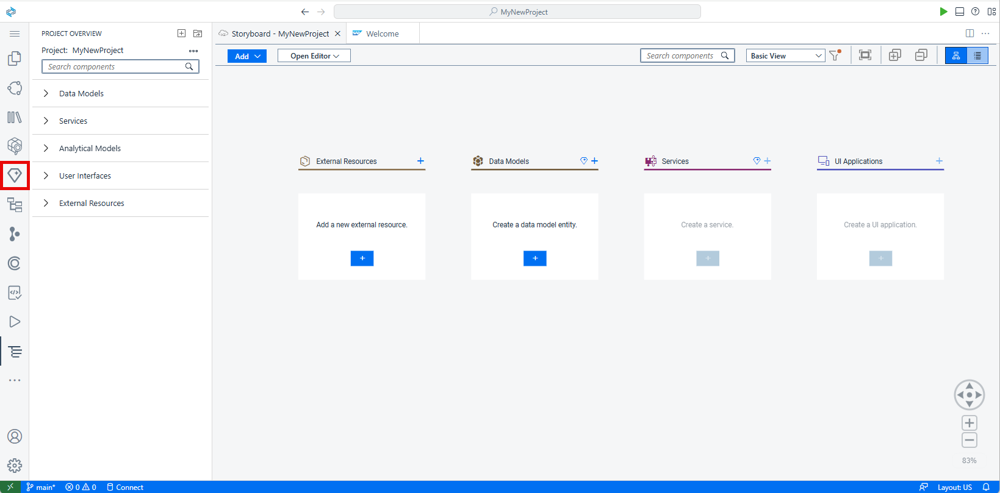 MyNewProject
PROJECT OVERVIEW
Project: MyNewProject
Search components
Data Models
Services
Analytical Models
User Interfaces
External Resources
Storyboard - MyNewProject
SAP Welcome
Add
Open Editor
Search components
Basic View
External Resources
Data Models
Services
UI Applications
Add a new external resource.
Create a data model entity.
Create a service.
Create a UI application.
83%
main*
0
0
Connect
Layout: US